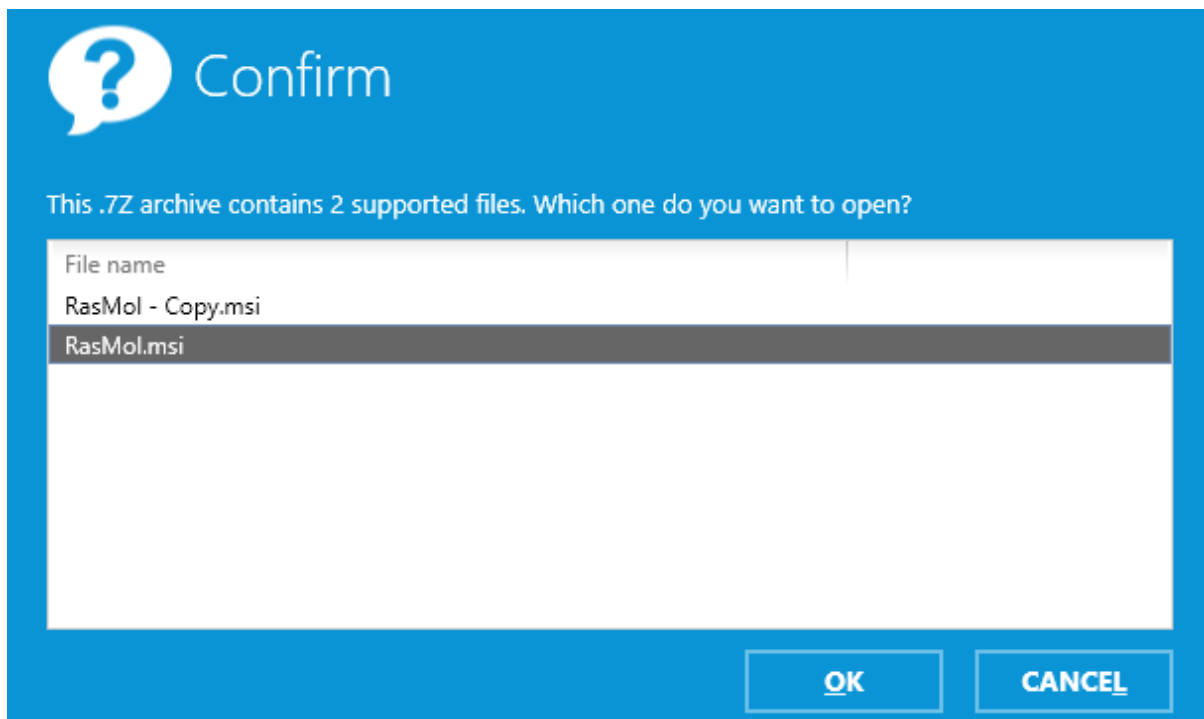 ?
Confirm
This .7Z archive contains 2 supported files. Which one do you want to open?
File name
RasMol - Copy.msi
RasMol.msi
OK
CANCEL